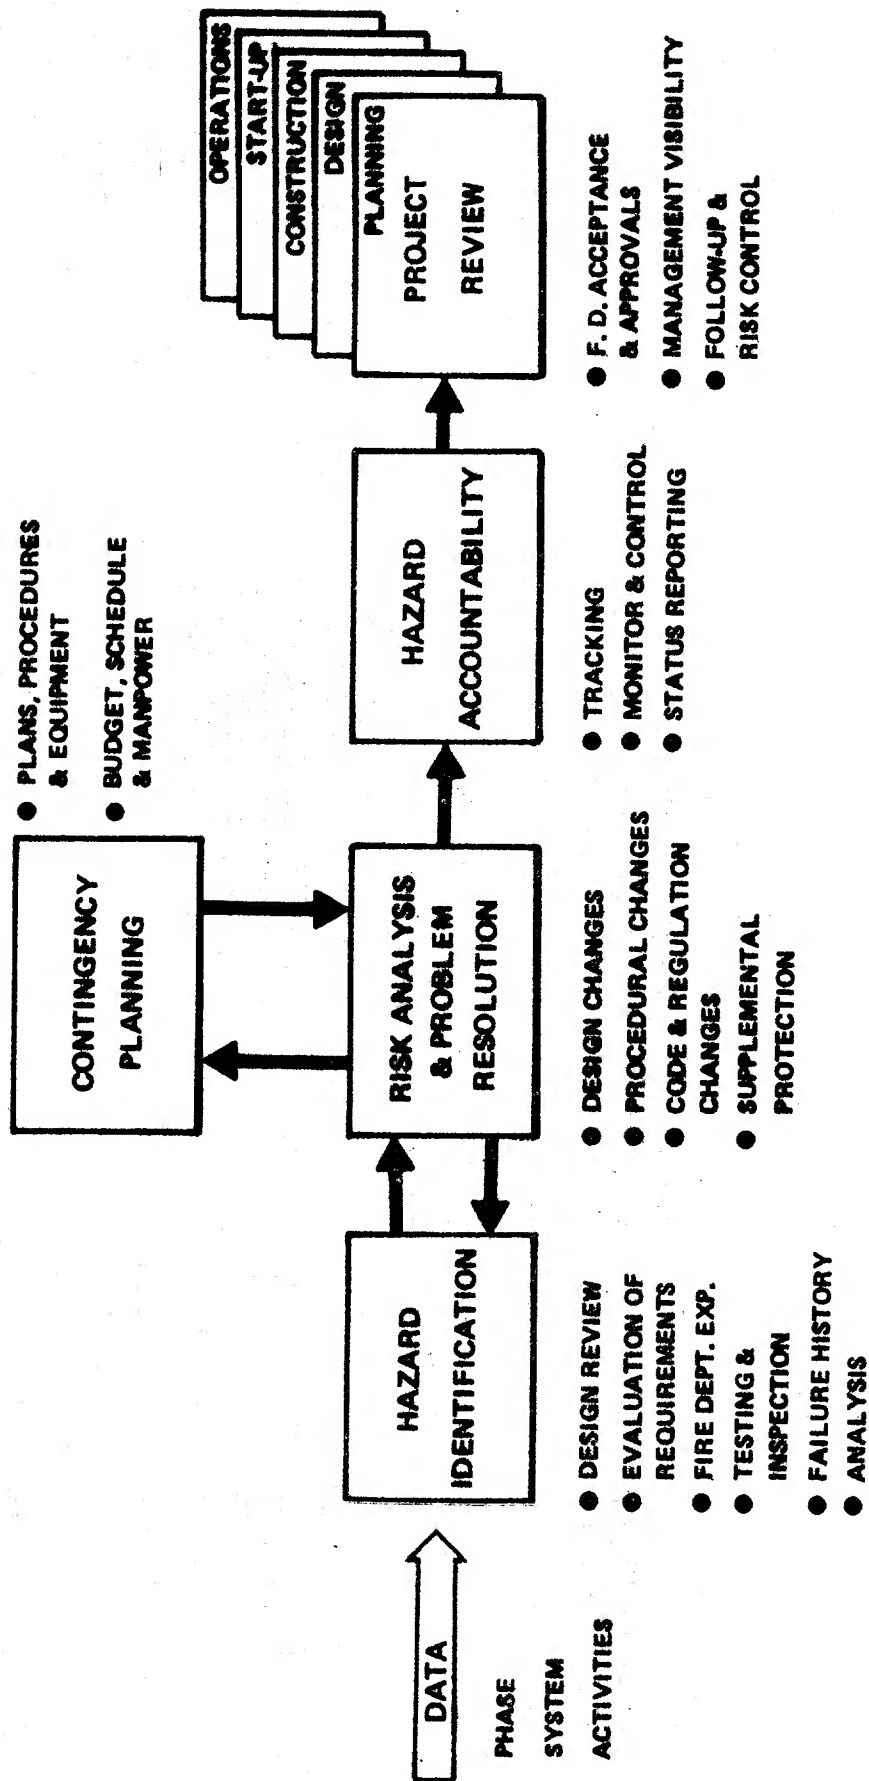 DATA
PHASE
SYSTEM
ACTIVITIES
HAZARD
IDENTIFICATION
● DESIGN REVIEW
● EVALUATION OF
REQUIREMENTS
● FIRE DEPT. EXP.
● TESTING &
INSPECTION
● FAILURE HISTORY
● ANALYSIS
CONTINGENCY
PLANNING
● PLANS, PROCEDURES
& EQUIPMENT
● BUDGET, SCHEDULE
& MANPOWER
RISK ANALYSIS
& PROBLEM
RESOLUTION
● DESIGN CHANGES
● PROCEDURAL CHANGES
● CODE & REGULATION
CHANGES
● SUPPLEMENTAL
PROTECTION
HAZARD
ACCOUNTABILITY
● TRACKING
● MONITOR & CONTROL
● STATUS REPORTING
OPERATIONS
START-UP
CONSTRUCTION
DESIGN
PLANNING
PROJECT
REVIEW
● F. D. ACCEPTANCE
& APPROVALS
● MANAGEMENT VISIBILITY
● FOLLOW-UP &
RISK CONTROL